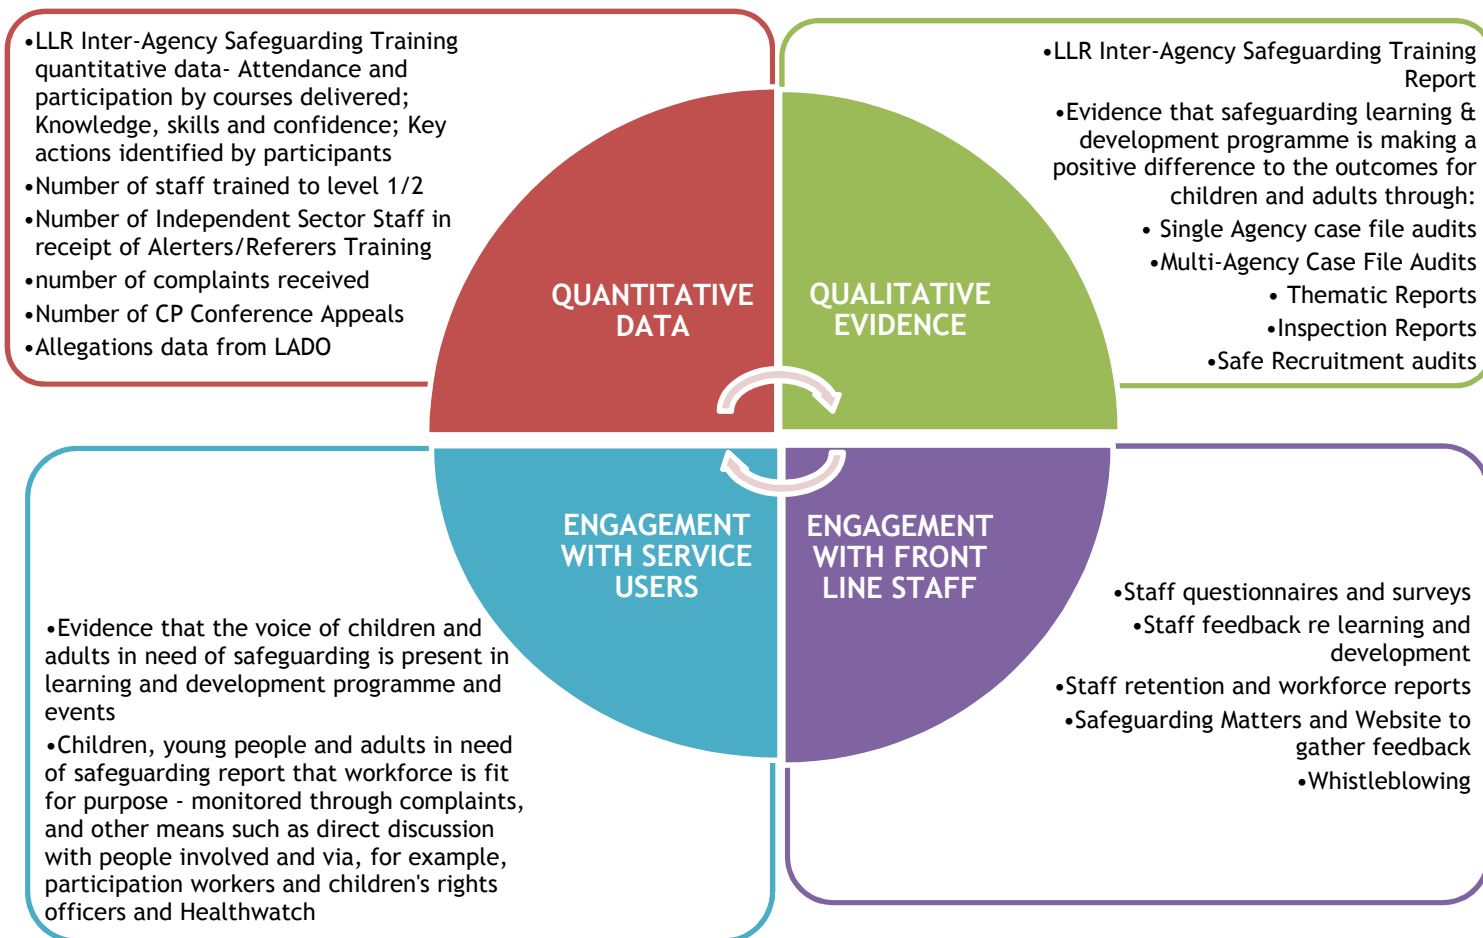 •LLR Inter-Agency Safeguarding Training
quantitative data- Attendance and
participation by courses delivered;
Knowledge, skills and confidence; Key
actions identified by participants
•Number of staff trained to level 1/2
•Number of Independent Sector Staff in
receipt of Alerters/Referers Training
•number of complaints received
•Number of CP Conference Appeals
•Allegations data from LADO
•LLR Inter-Agency Safeguarding Training
Report
•Evidence that safeguarding learning &
development programme is making a
positive difference to the outcomes for
children and adults through:
• Single Agency case file audits
•Multi-Agency Case File Audits
• Thematic Reports
•Inspection Reports
•Safe Recruitment audits
QUANTITATIVE
DATA
QUALITATIVE
EVIDENCE
ENGAGEMENT
WITH SERVICE
USERS
ENGAGEMENT
WITH FRONT
LINE STAFF
•Evidence that the voice of children and
adults in need of safeguarding is present in
learning and development programme and
events
•Children, young people and adults in need
of safeguarding report that workforce is fit
for purpose - monitored through complaints,
and other means such as direct discussion
with people involved and via, for example,
participation workers and children's rights
officers and Healthwatch
•Staff questionnaires and surveys
•Staff feedback re learning and
development
•Staff retention and workforce reports
•Safeguarding Matters and Website to
gather feedback
•Whistleblowing